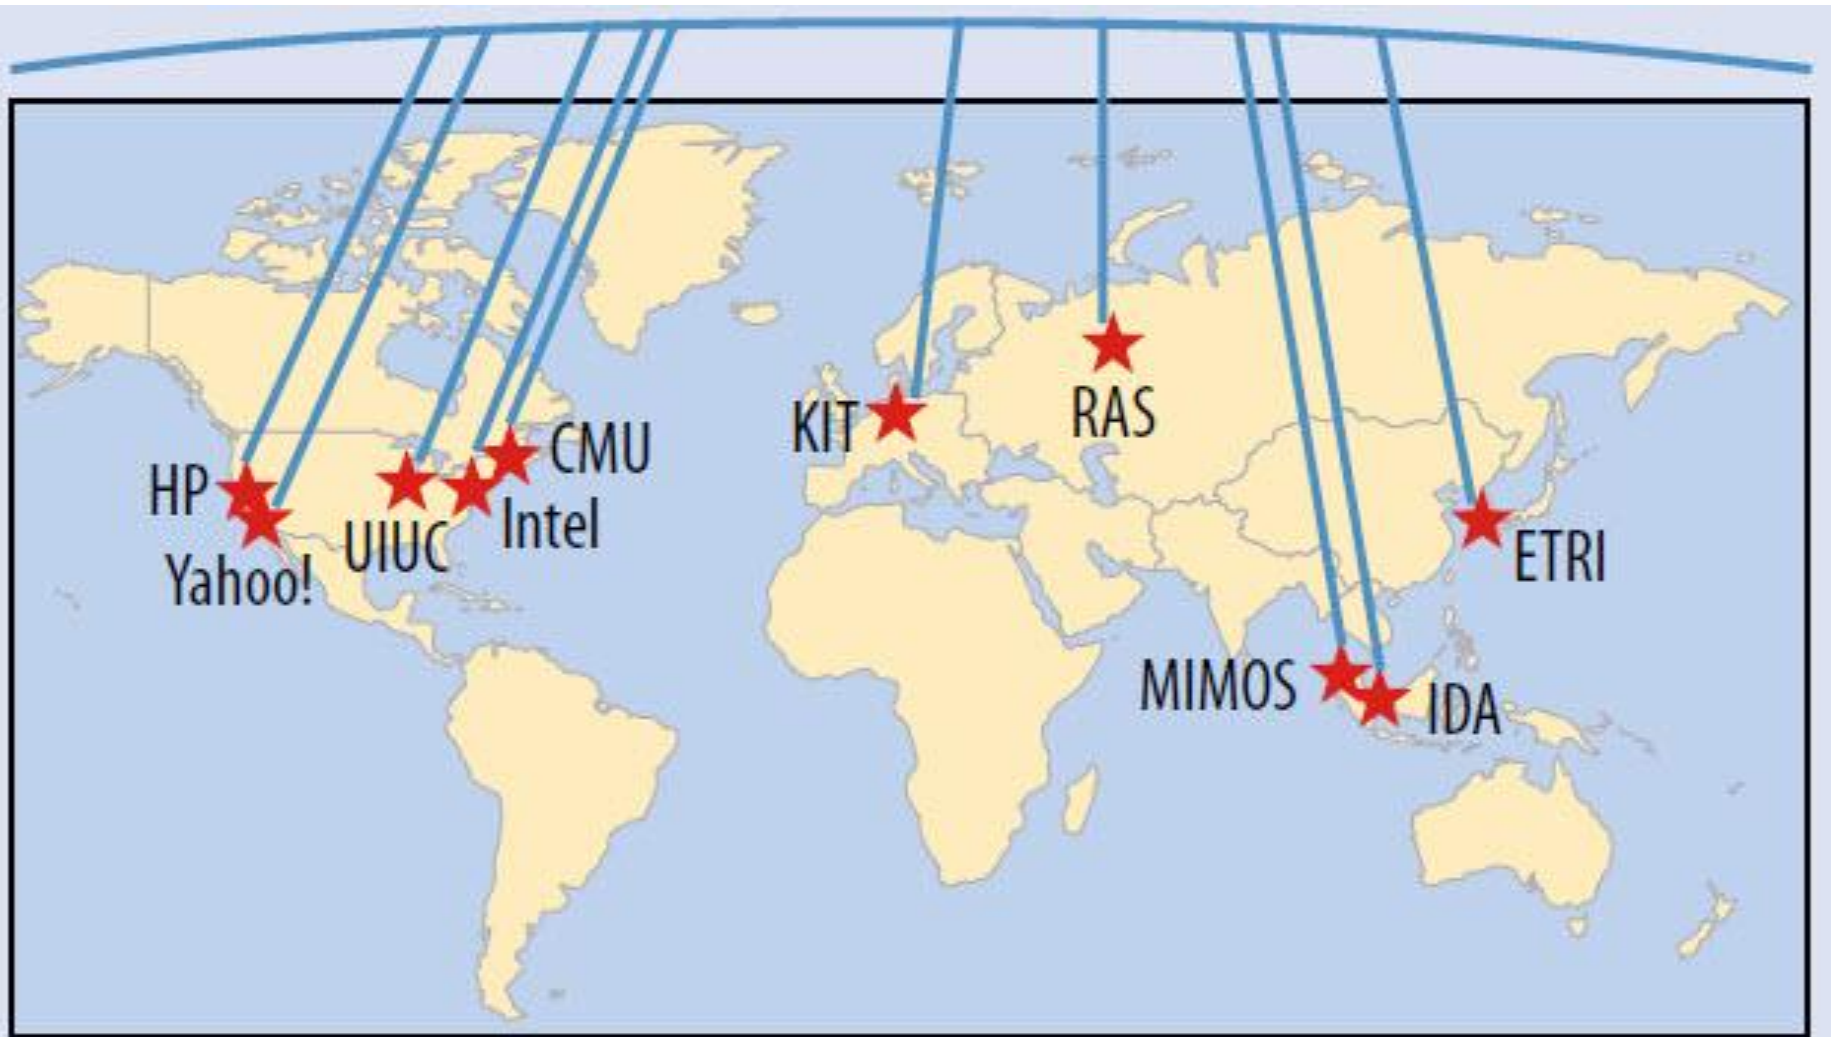 HP
Yahoo!
UIUC
CMU
Intel
KIT
RAS
MIMOS
IDA
ETRI